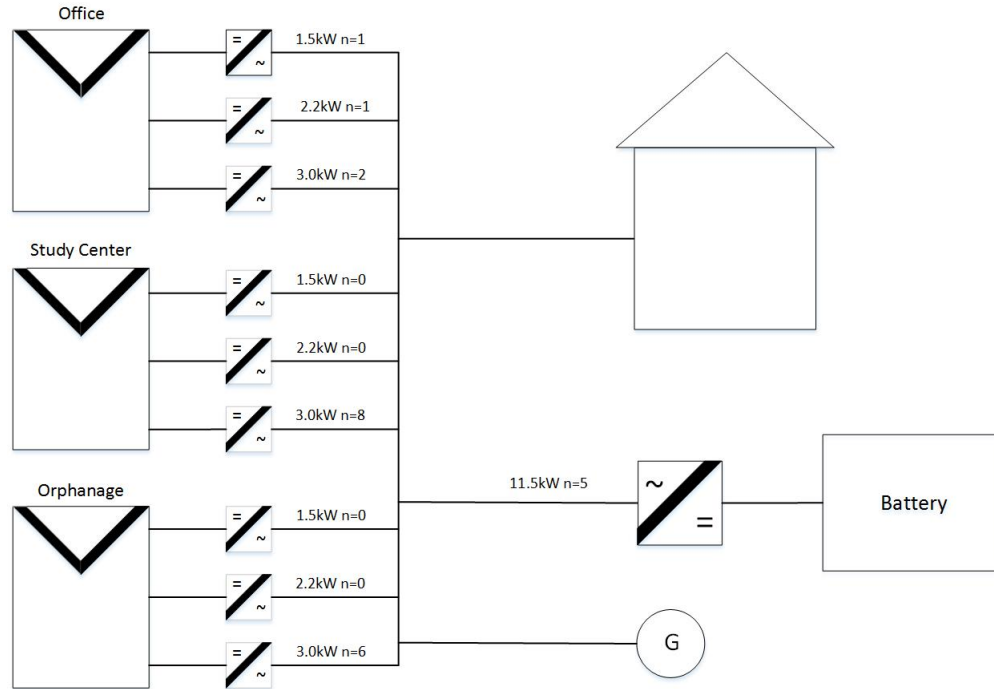 Office
=
~
1.5kW n=1
=
~
2.2kW n=1
=
~
3.0kW n=2
Study Center
=
~
1.5kW n=0
=
~
2.2kW n=0
=
~
3.0kW n=8
Orphanage
=
~
1.5kW n=0
=
~
2.2kW n=0
=
~
3.0kW n=6
11.5kW n=5
~
=
Battery
G